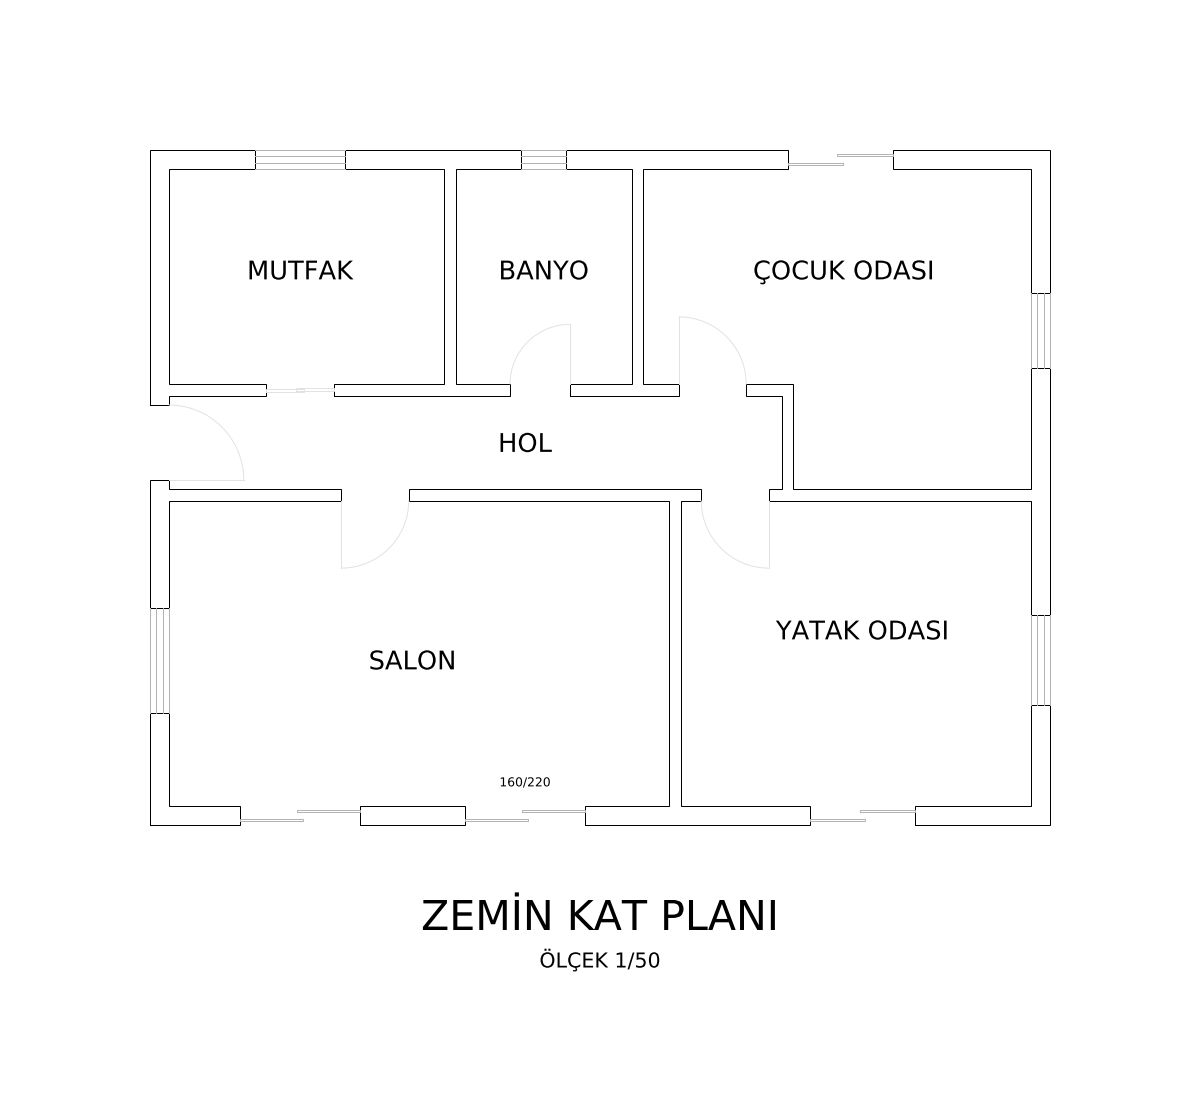 MUTFAK
BANYO
ÇOCUK ODASI
HOL
SALON
YATAK ODASI
160/220
ZEMİN KAT PLANI
ÖLÇEK 1/50